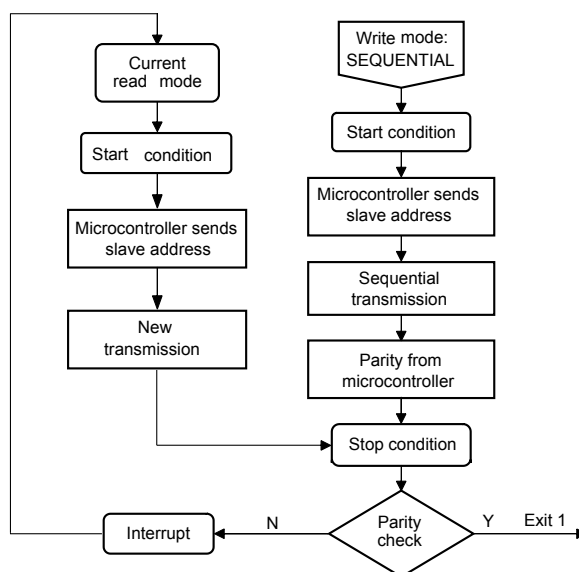 Current
read mode
Start condition
Microcontroller sends
slave address
New
transmission
Write mode:
SEQUENTIAL
Start condition
Microcontroller sends
slave address
Sequential
transmission
Parity from
microcontroller
Stop condition
Interrupt
N
Parity
check
Y
Exit 1